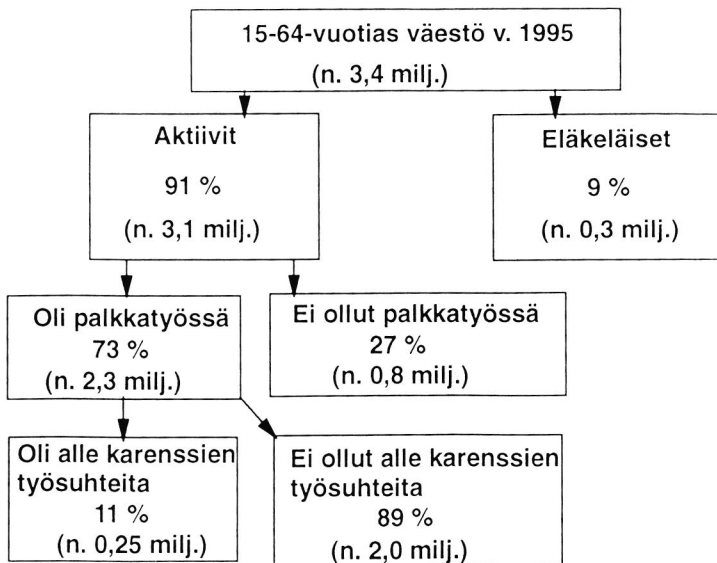 15-64-vuotias väestö v. 1995
(n. 3,4 milj.)
Aktiivit
91 %
(n. 3,1 milj.)
Eläkeläiset
9 %
(n. 0,3 milj.)
Oli palkkatyössä
73 %
(n. 2,3 milj.)
Ei ollut palkkatyössä
27 %
(n. 0,8 milj.)
Oli alle karenssien
työsuhteita
11 %
(n. 0,25 milj.)
Ei ollut alle karenssien
työsuhteita
89 %
(n. 2,0 milj.)